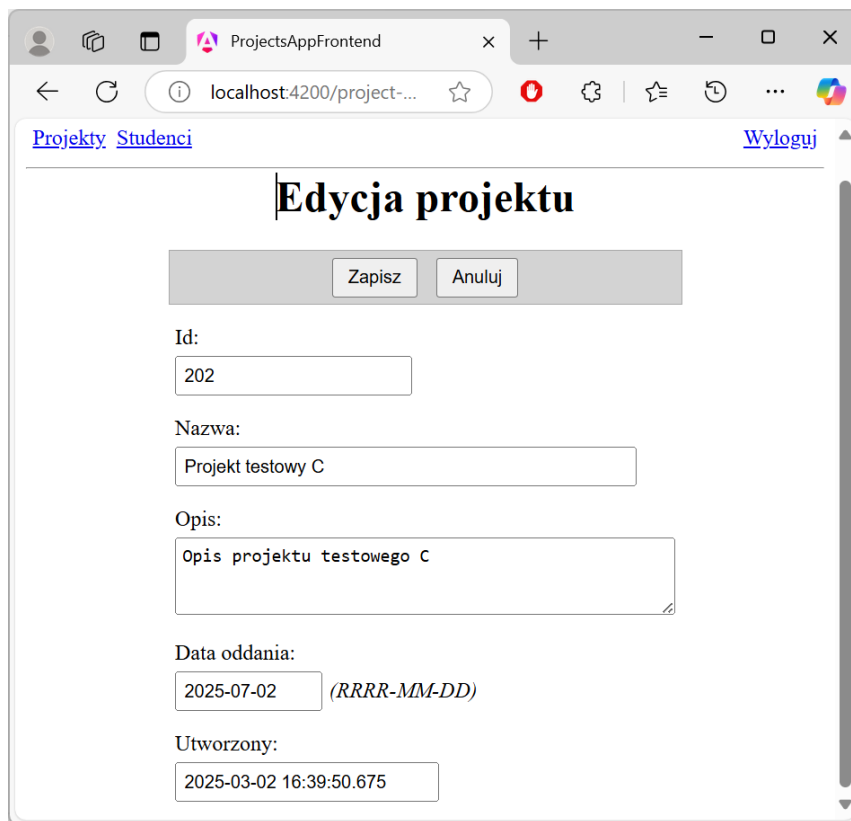 ProjectsAppFrontend
localhost:4200/project-...
Projekty Studenci Wyloguj
Edycja projektu
Zapisz Anuluj
Id:
202
Nazwa:
Projekt testowy C
Opis:
Opis projektu testowego C
Data oddania:
2025-07-02 (RRRR-MM-DD)
Utworzony:
2025-03-02 16:39:50.675